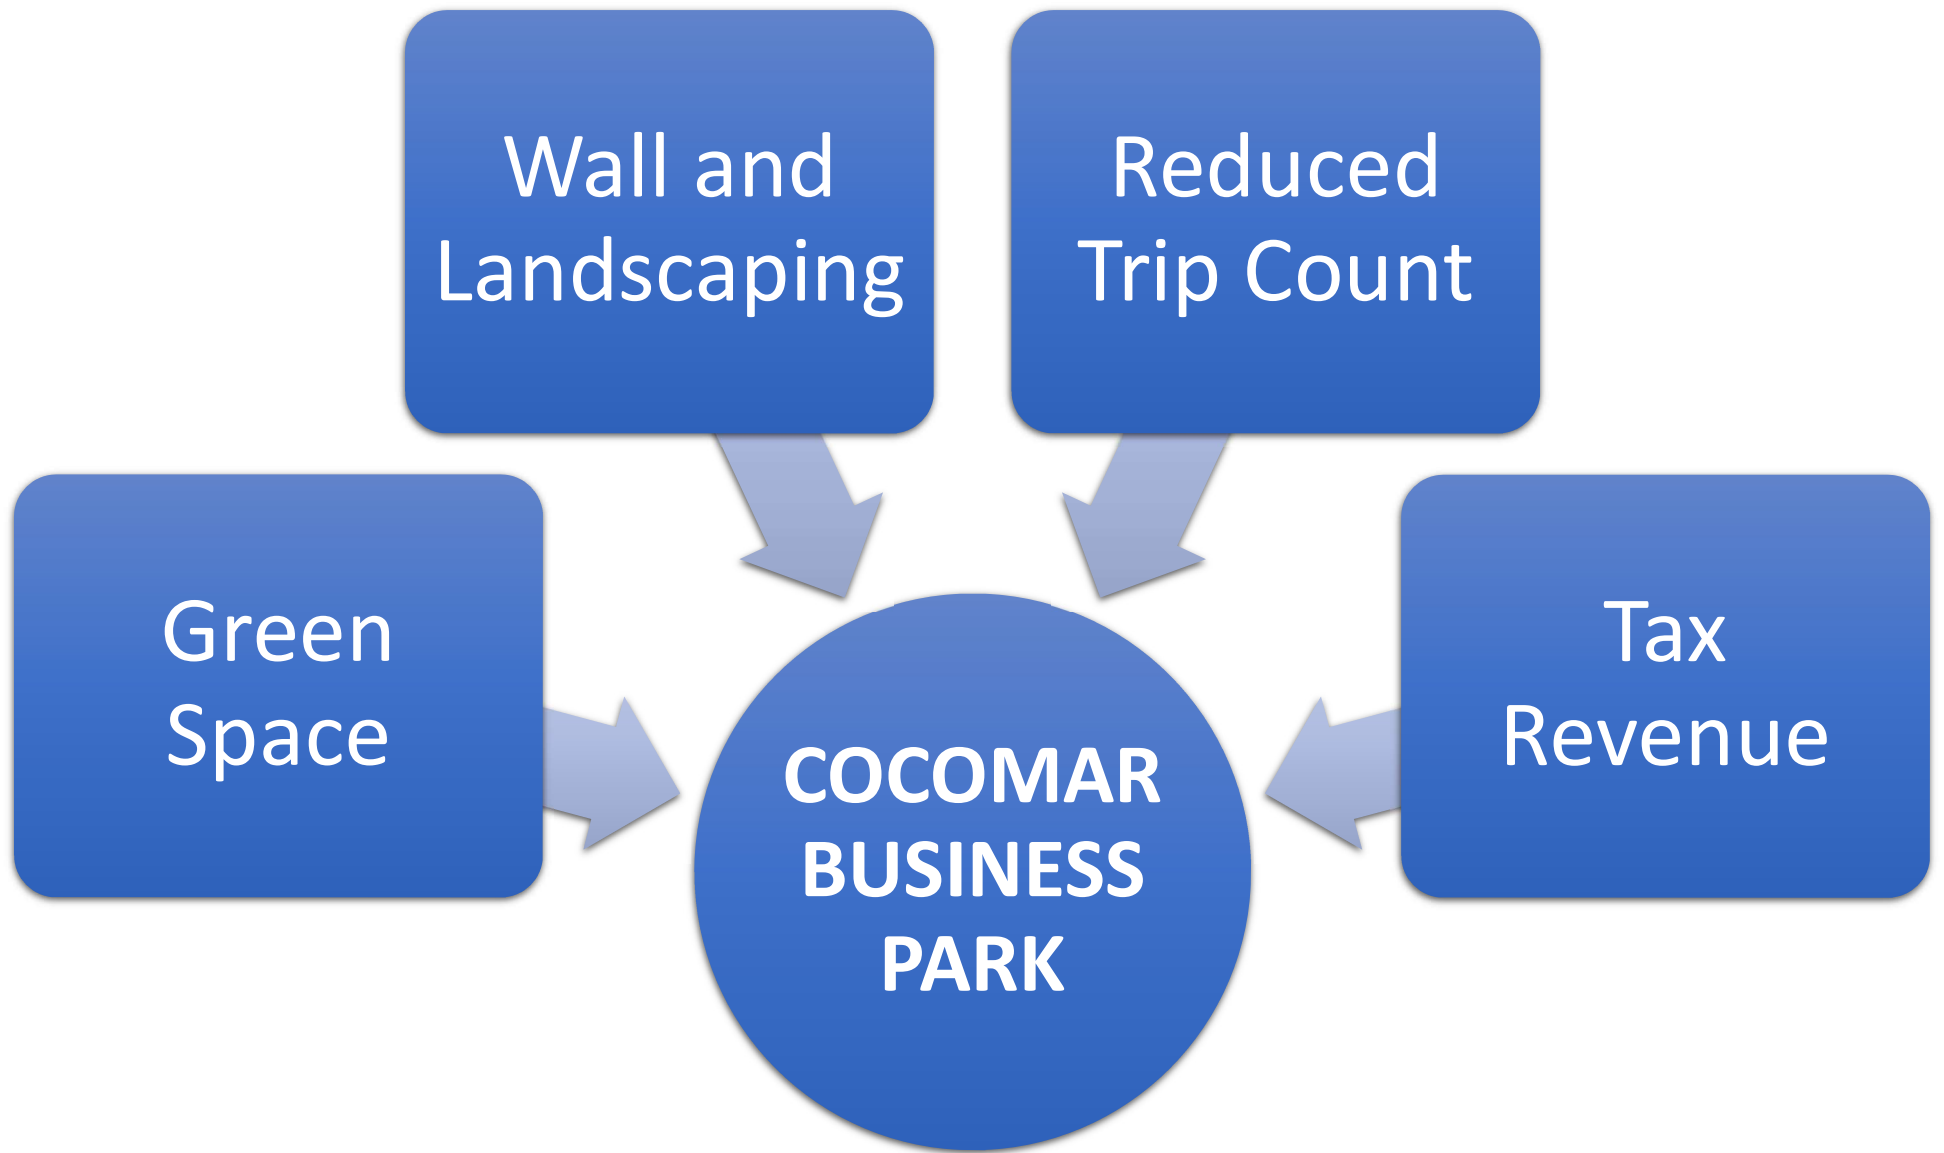 Wall and
Landscaping
Reduced
Trip Count
Green
Space
Tax
Revenue
COCOMAR
BUSINESS
PARK